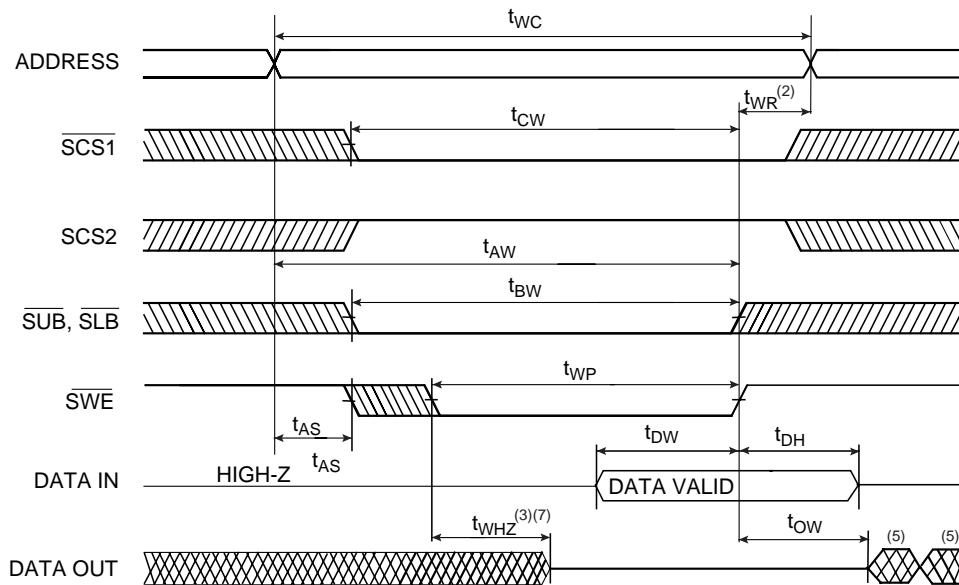 tWC
ADDRESS
tWR(2)
tCW
SCS1
SCS2
tAW
tBW
SUB, SLB
tWP
SWE
tAS
tAS
tDW
tDH
HIGH-Z
DATA IN
DATA VALID
tWHZ(3)(7)
tOW
(5)
(5)
DATA OUT